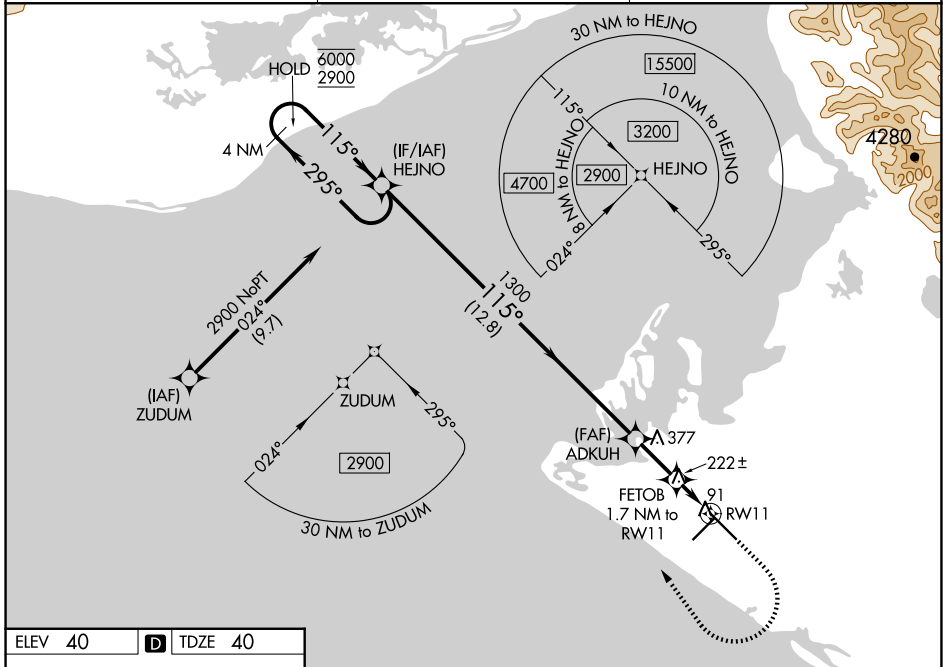 HOLD
6000
2900
4 NM
115°
295°
(IF/IAF)
HEJNO
30 NM to HEJNO
15500
10 NM to HEJNO
3200
115°
4700
8 NM to HEJNO
2900
HEJNO
024°
295°
4280
2000
2900 NoPT
024°
(9.7)
(IAF)
ZUDUM
1300
115°
(12.8)
ZUDUM
024°
295°
2900
30 NM to ZUDUM
(FAF)
ADKUH
377
222±
FETOB
1.7 NM to
RW11
91
RW11
ELEV 40 D TDZE 40